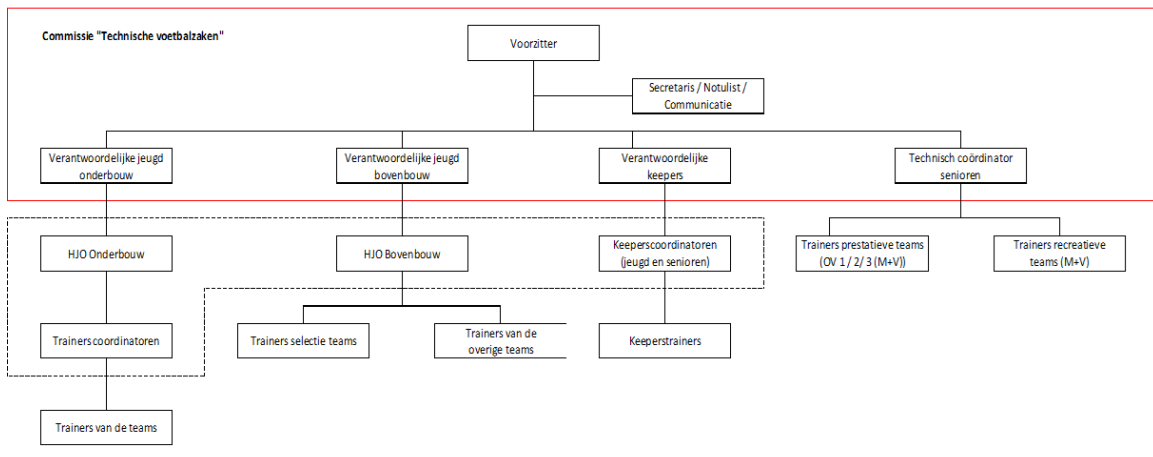 Commissie "Technische voetbalzaken"
Voorzitter
Secretaris / Notulist /
Communicatie
Verantwoordelijke jeugd
onderbouw
Verantwoordelijke jeugd
bovenbouw
Verantwoordelijke
keepers
Technisch coördinator
senioren
HJO Onderbouw
HJO Bovenbouw
Keeperscoordinatoren
(jeugd en senioren)
Trainers prestatieve teams
(OV 1 / 2/ 3 (M+V))
Trainers recreatieve
teams (M+V)
Trainers coordinatoren
Trainers selectie teams
Trainers van de
overige teams
Keeperstrainers
Trainers van de teams